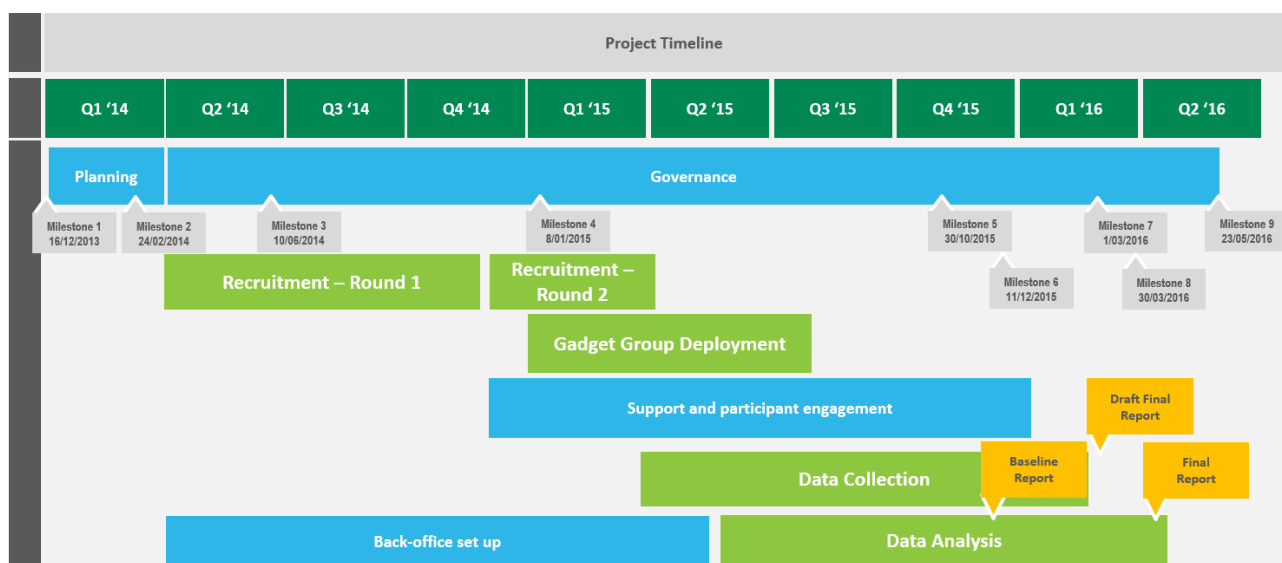 Project Timeline
Q1 ‘14
Q2 ‘14
Q3 ‘14
Q4 ‘14
Q1 ‘15
Q2 ‘15
Q3 ‘15
Q4 ‘15
Q1 ‘16
Q2 ‘16
Planning
Governance
Milestone 1
16/12/2013
Milestone 2
24/02/2014
Milestone 3
10/06/2014
Milestone 4
8/01/2015
Milestone 5
30/10/2015
Milestone 7
1/03/2016
Milestone 9
23/05/2016
Milestone 6
11/12/2015
Milestone 8
30/03/2016
Recruitment – Round 1
Recruitment –
Round 2
Gadget Group Deployment
Support and participant engagement
Draft Final
Report
Data Collection
Baseline
Report
Final
Report
Back-office set up
Data Analysis